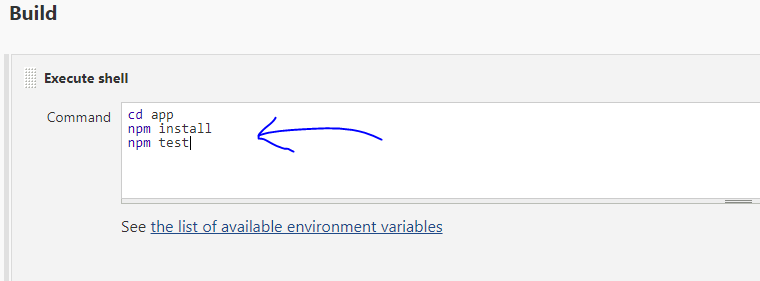 Build
Execute shell
Command
cd app
npm install
npm test
See the list of available environment variables